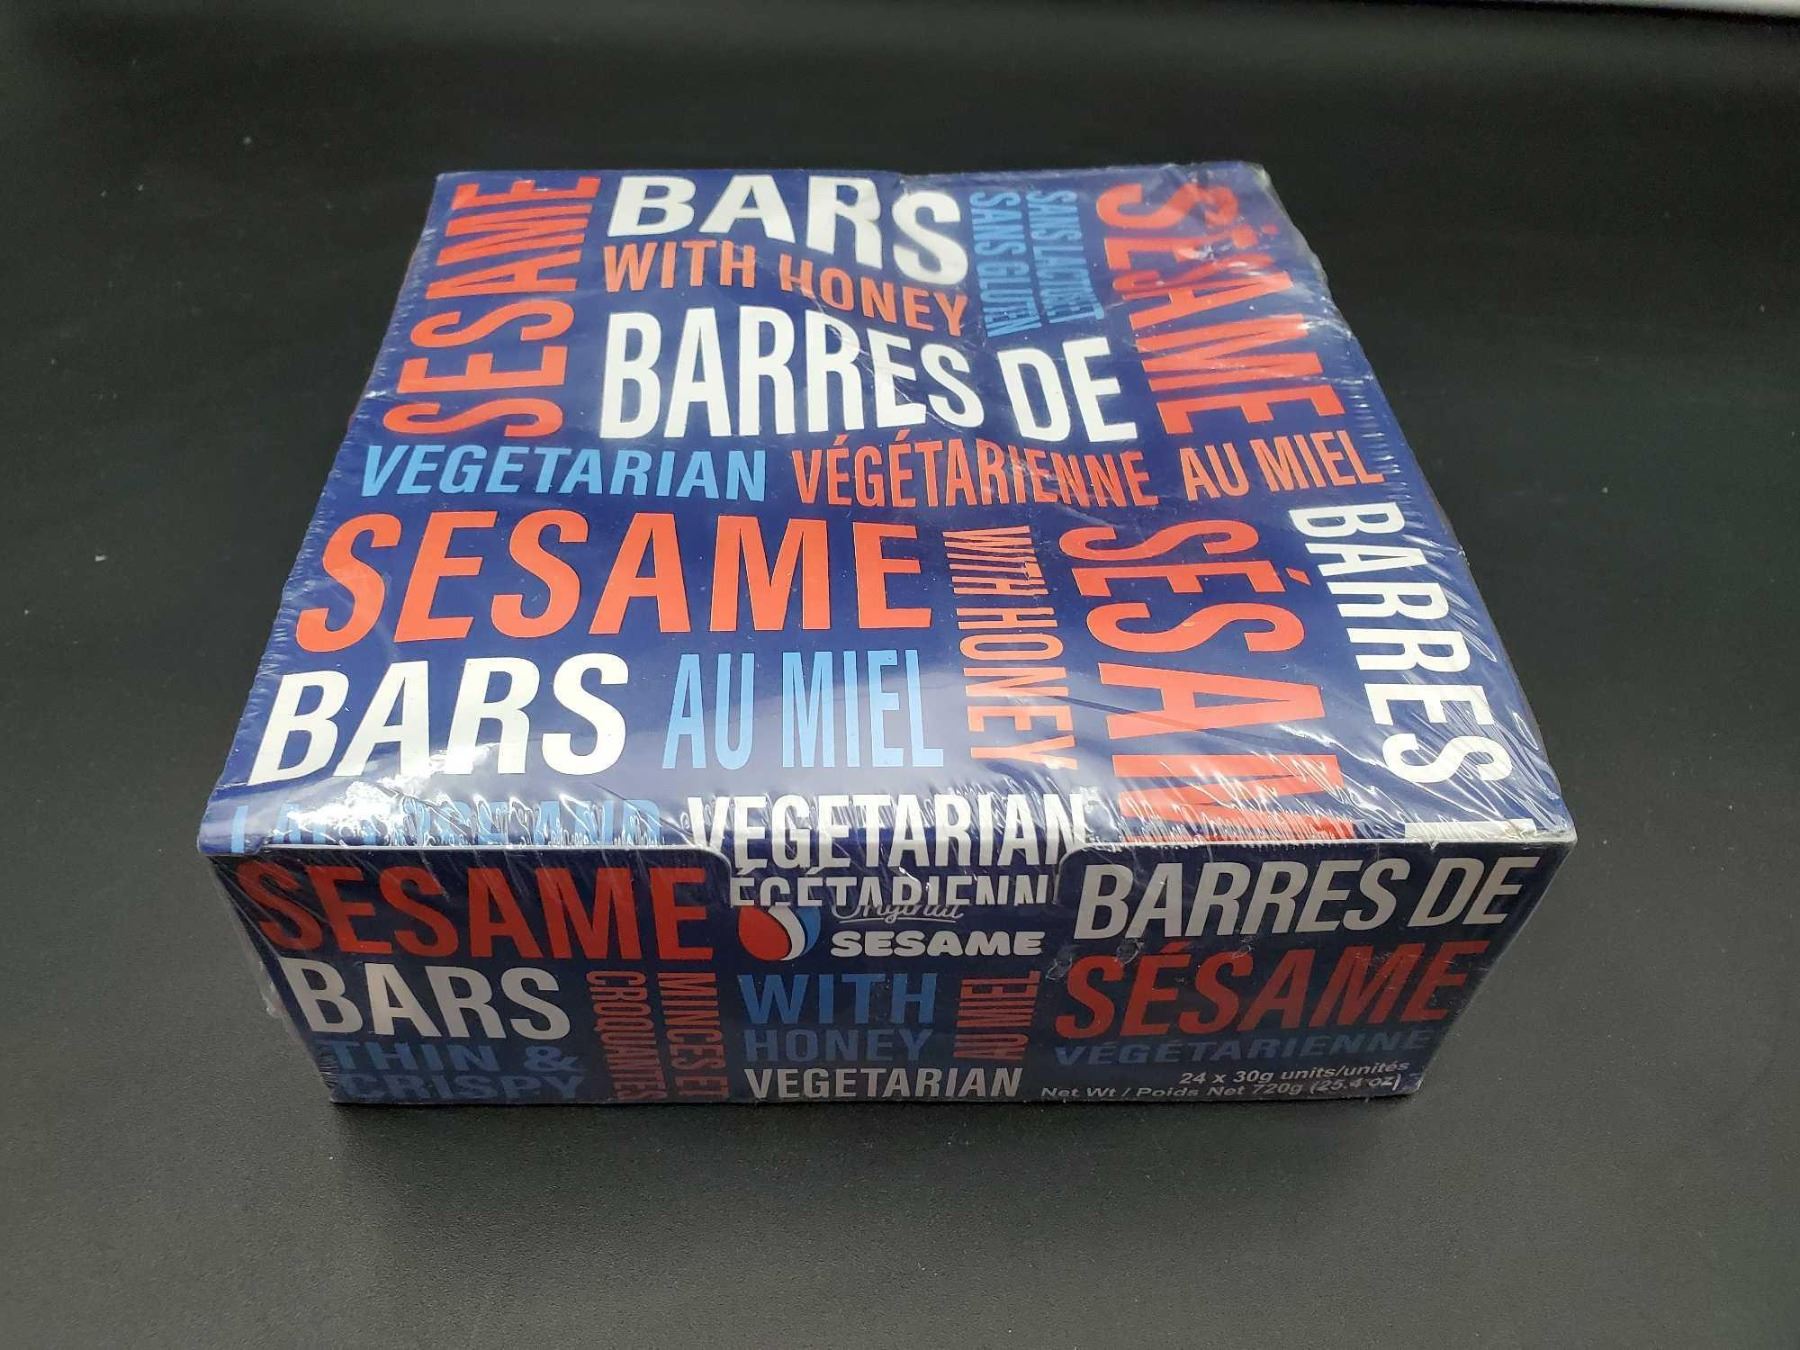 SESAME
BARS
WITH HONEY
SANS LACTOSE ET
SANS GLUTEN
SÉSAME
BARRES DE
VEGETARIAN
VÉGÉTARIENNE
AU MIEL
SESAME
WITH HONEY
SÉSAM
BARRES
BARS
AU MIEL
VEGETARIAN
SESAME
BARS
THIN &
CRISPY
MINCES ET
CROQUANTES
Original
SESAME
WITH
HONEY
VEGETARIAN
AU MIEL
BARRES DE
SÉSAME
VÉGÉTARIENNE
24 x 30g units/unités
Net Wt / Poids Net 720g (25.4 oz)